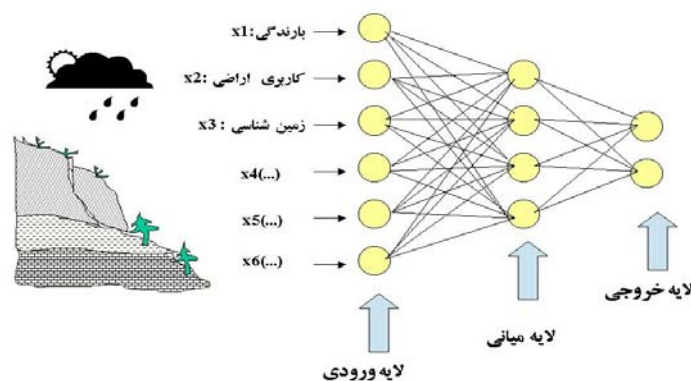 x1:بارندگی
x2: کاربری اراضی
x3 : زمین شناسی
x4(...)
x5(...)
x6(...)
لایه خروجی
لایه میانی
لایه ورودی